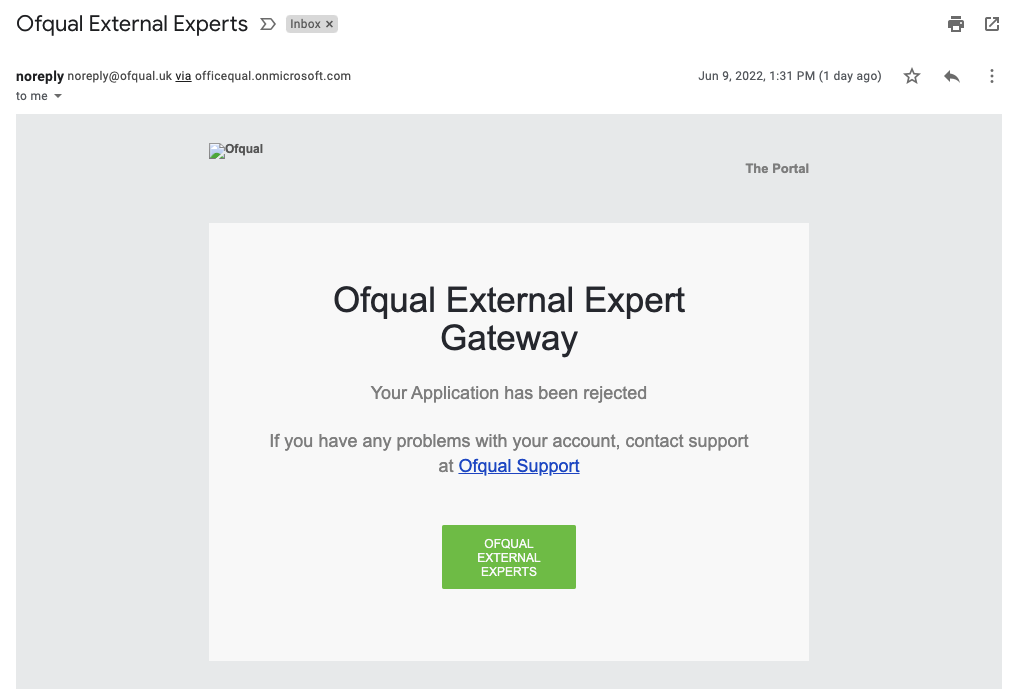 Ofqual External Experts Inbox ×
noreply noreply@ofqual.uk via officequal.onmicrosoft.com Jun 9, 2022, 1:31 PM (1 day ago)
to me
Ofqual
The Portal
Ofqual External Expert
Gateway
Your Application has been rejected
If you have any problems with your account, contact support
at Ofqual Support
OFQUAL
EXTERNAL
EXPERTS